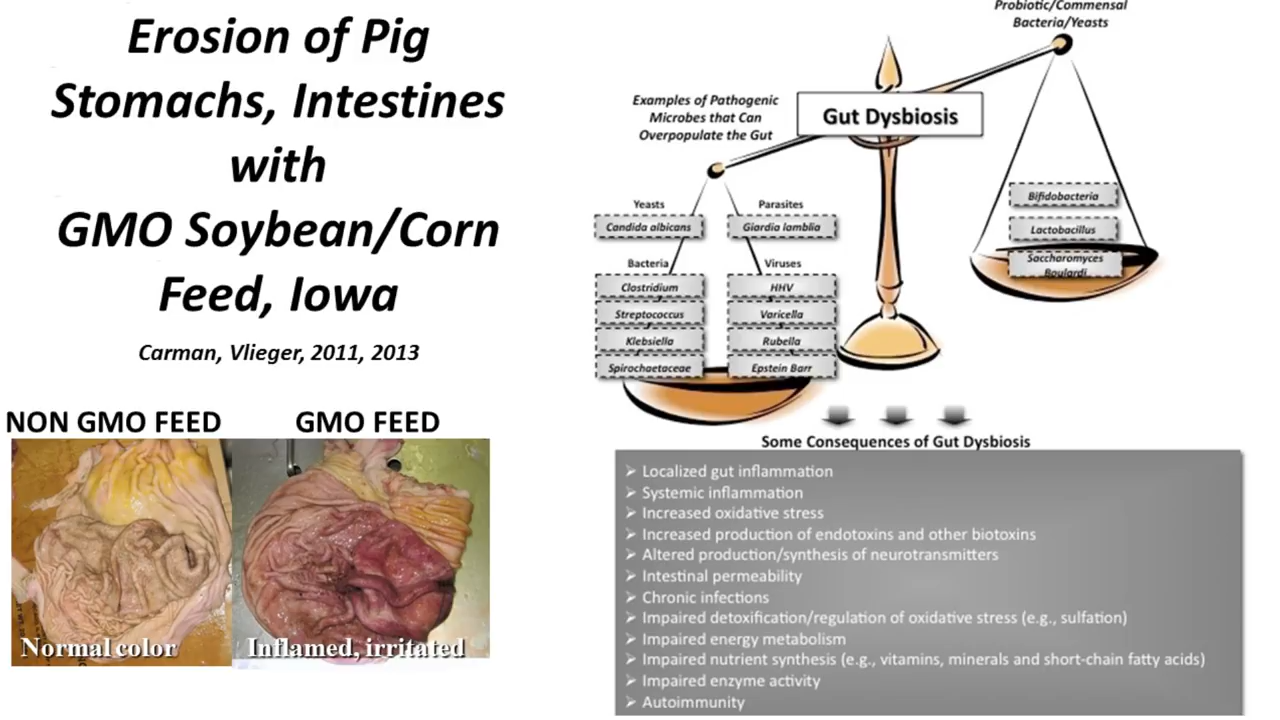 Erosion of Pig
Stomachs, Intestines
with
GMO Soybean/Corn
Feed, Iowa
Carman, Vlieger, 2011, 2013
NON GMO FEED
GMO FEED
Normal color
Inflamed, irritated
Probiotic/Commensal
Bacteria/Yeasts
Examples of Pathogenic
Microbes that Can
Overpopulate the Gut
Gut Dysbiosis
Yeasts
Candida albicans
Parasites
Giardia lamblia
Bacteria
Clostridium
Streptococcus
Klebsiella
Spirochaetaceae
Viruses
HHV
Varicella
Rubella
Epstein Barr
Bifidobacteria
Lactobacillus
Saccharomyces
Boulardi
Some Consequences of Gut Dysbiosis
➢ Localized gut inflammation
➢ Systemic inflammation
➢ Increased oxidative stress
➢ Increased production of endotoxins and other biotoxins
➢ Altered production/synthesis of neurotransmitters
➢ Intestinal permeability
➢ Chronic infections
➢ Impaired detoxification/regulation of oxidative stress (e.g., sulfation)
➢ Impaired energy metabolism
➢ Impaired nutrient synthesis (e.g., vitamins, minerals and short-chain fatty acids)
➢ Impaired enzyme activity
➢ Autoimmunity